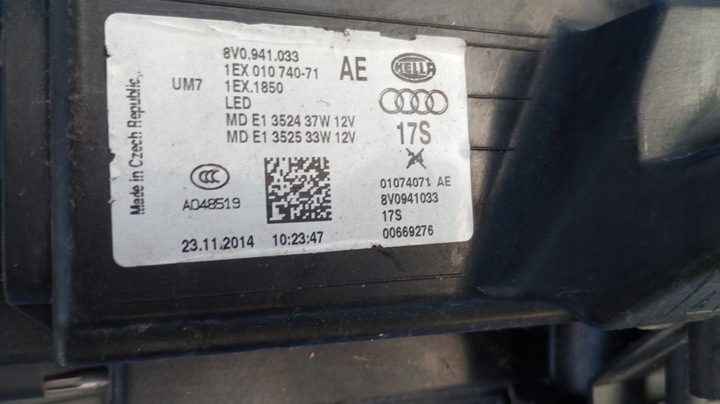 8V0.941.033
1EX 010 740-71 AE
UM7 1EX.1850
LED
MD E1 3524 37W 12V
MD E1 3525 33W 12V
HELLA
17S
Made in Czech Republic
CCC
A048519
01074071 AE
8V0941033
17S
00669276
23.11.2014 10:23:47